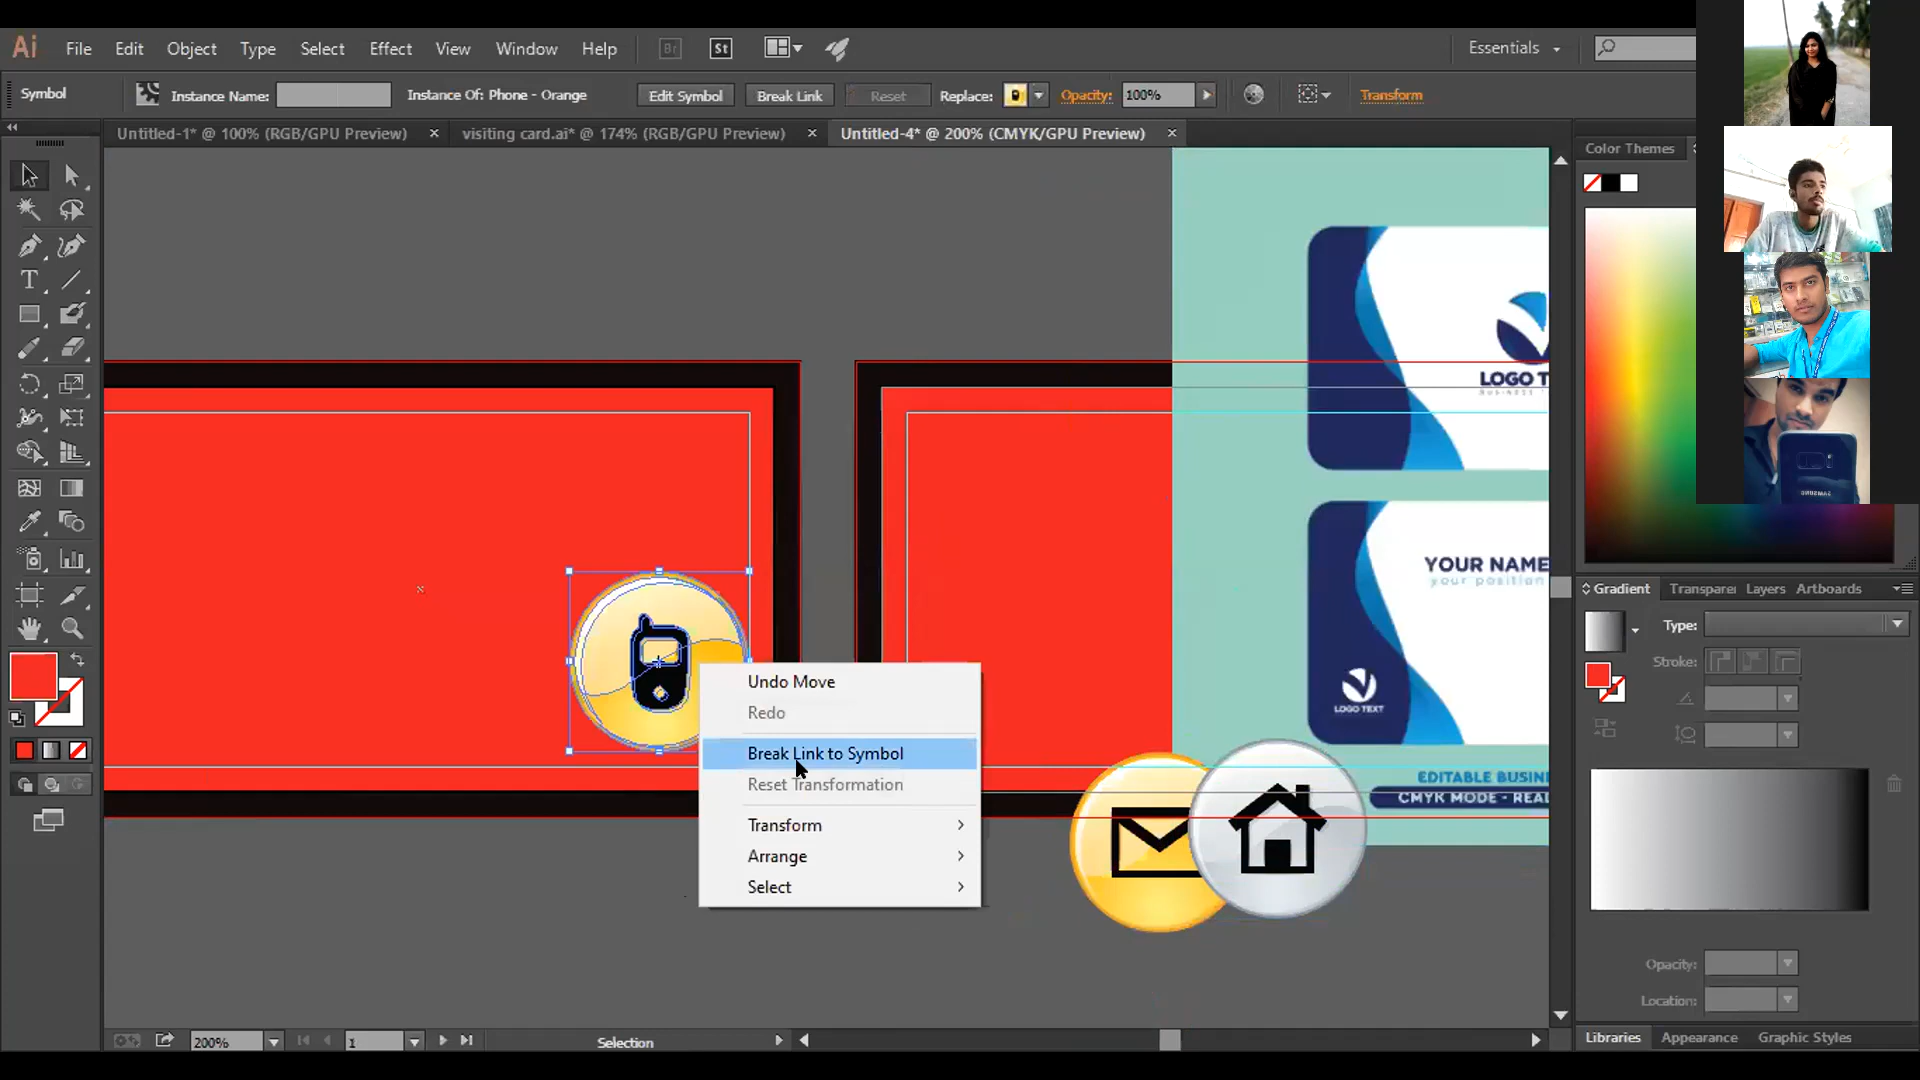 Ai File Edit Object Type Select Effect View Window Help Br St Essentials
Symbol Instance Name: Instance Of: Phone - Orange Edit Symbol Break Link Reset Replace: Opacity: 100% Transform
Untitled-1* @ 100% (RGB/GPU Preview) × visiting card.ai* @ 174% (RGB/GPU Preview) × Untitled-4* @ 200% (CMYK/GPU Preview) ×
Color Themes
LOGO T
YOUR NAME
your position
LOGO TEXT
EDITABLE BUSIN
CMYK MODE - REAL
SAMSUNG
Undo Move
Redo
Break Link to Symbol
Reset Transformation
Transform
Arrange
Select
Gradient Transparer Layers Artboards
Type:
Stroke:
Opacity:
Location:
200% 1 Selection
Libraries Appearance Graphic Styles